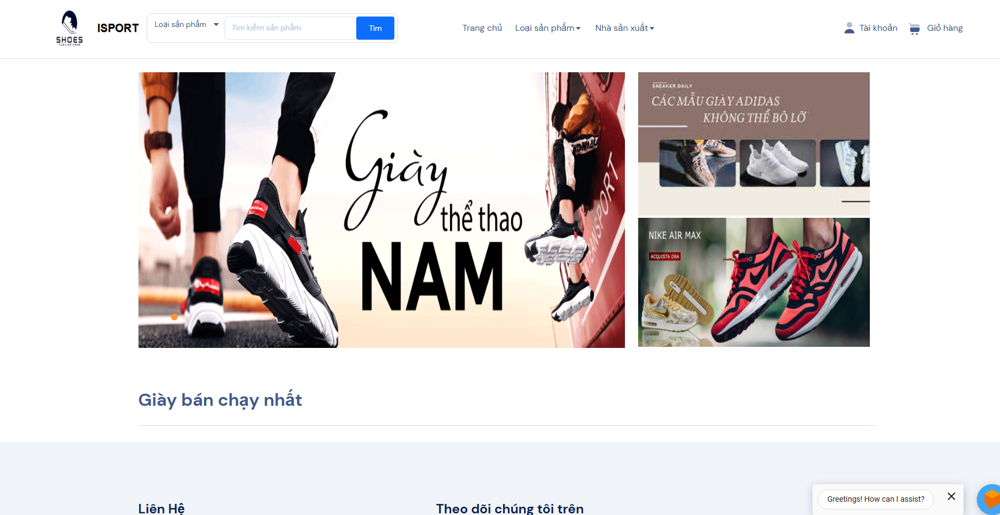 SHOES
TAGLINE HERE
ISPORT
Loại sản phẩm
Tìm kiếm sản phẩm
Tìm
Trang chủ
Loại sản phẩm
Nhà sản xuất
Tài khoản
Giỏ hàng
Giày
thể thao
NAM
SNEAKER DAILY
CÁC MẪU GIÀY ADIDAS
KHÔNG THỂ BỎ LỠ
NIKE AIR MAX
ACQUISTA ORA
Giày bán chạy nhất
Liên Hệ
Theo dõi chúng tôi trên
Greetings! How can I assist?